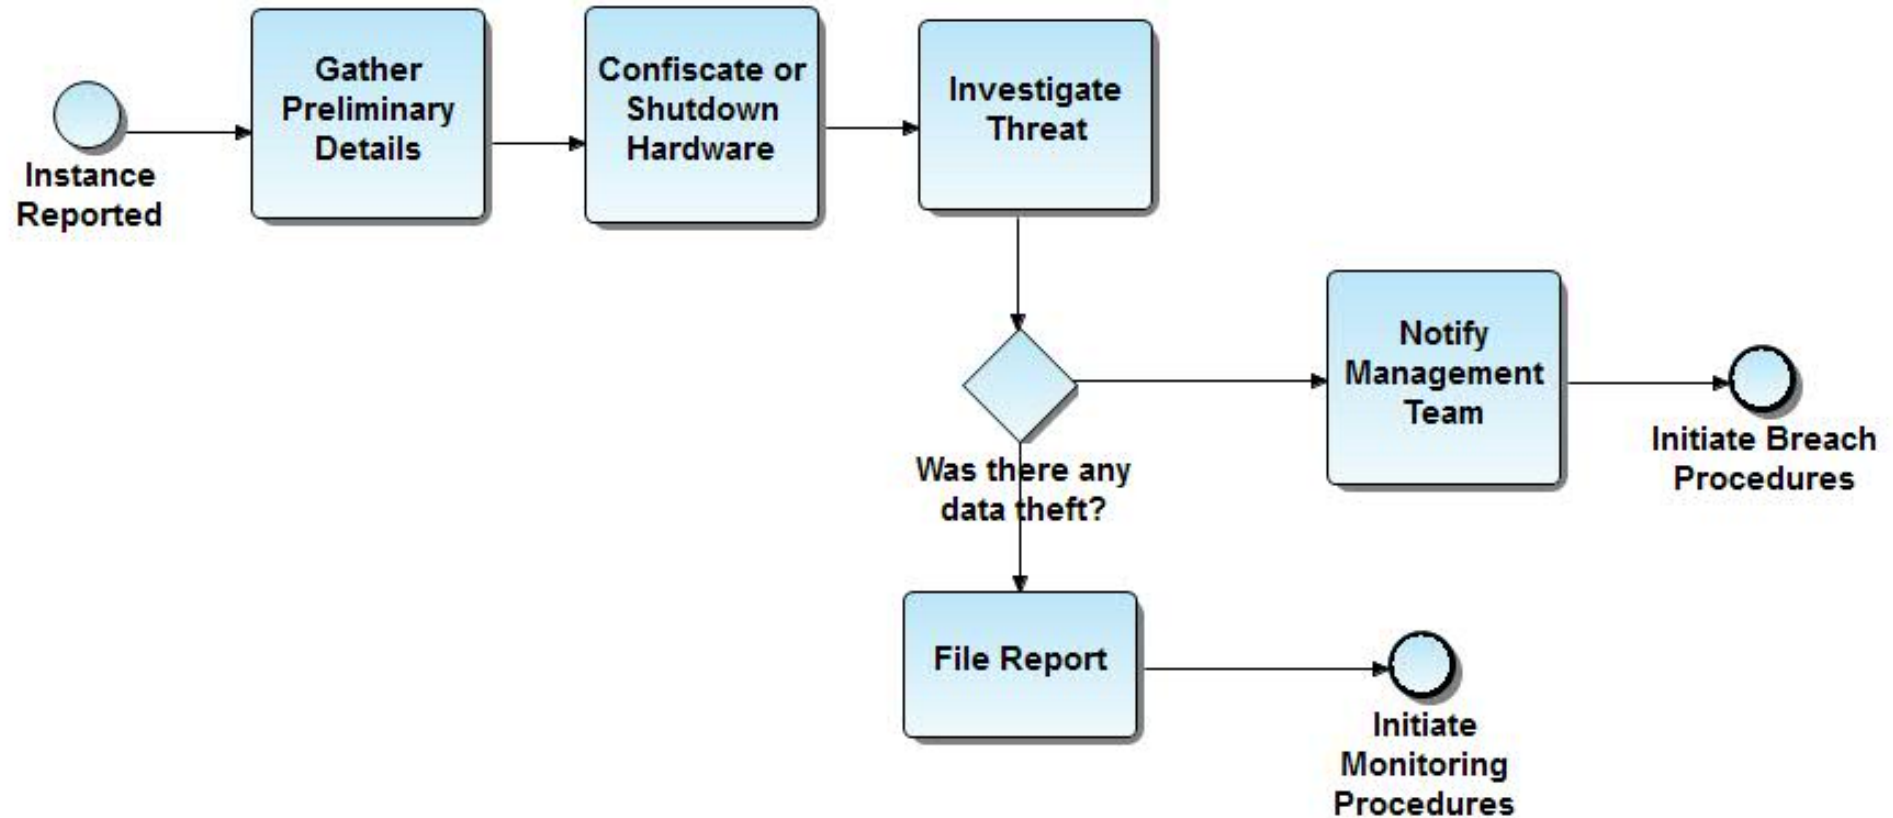 Gather
Preliminary
Details
Confiscate or
Shutdown
Hardware
Investigate
Threat
Instance
Reported
Notify
Management
Team
Initiate Breach
Procedures
Was there any
data theft?
File Report
Initiate
Monitoring
Procedures